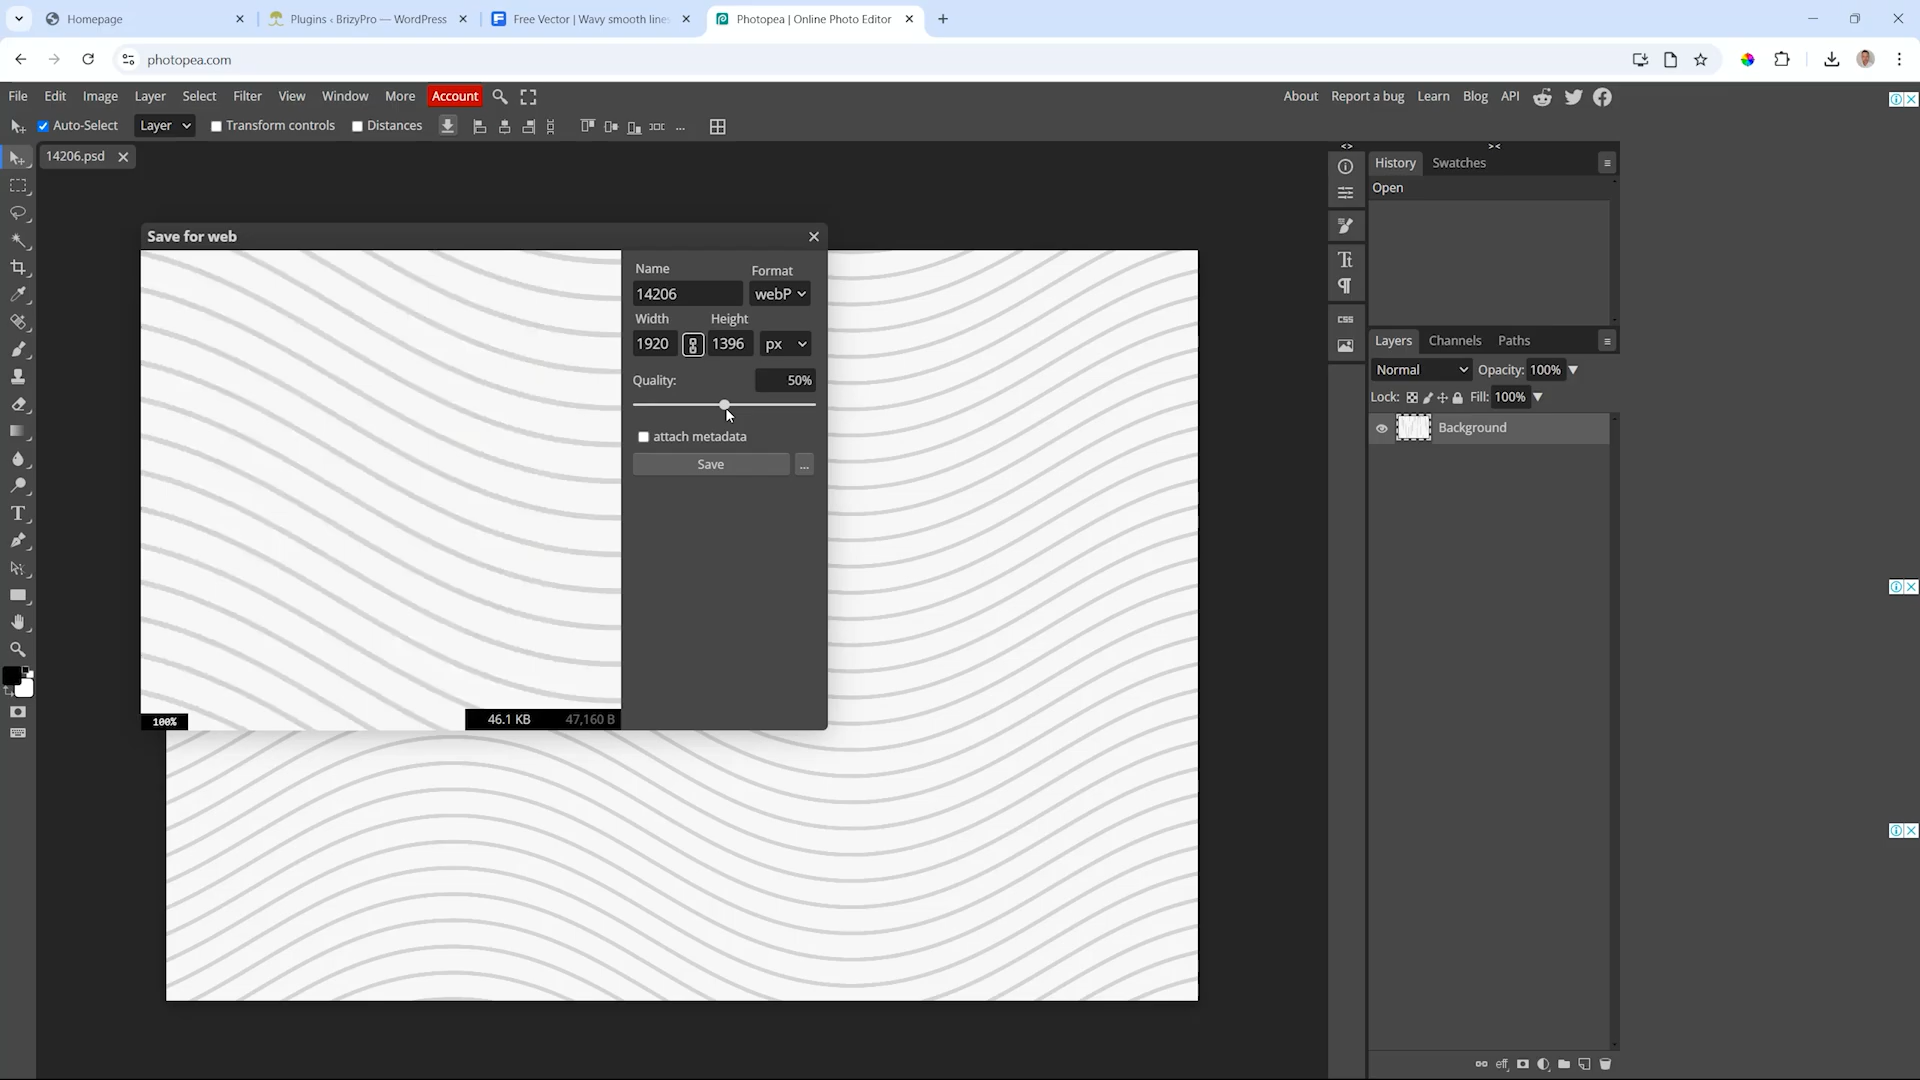 Homepage
Plugins ‹ BrizyPro — WordPress
Free Vector | Wavy smooth line
Photopea | Online Photo Editor
photopea.com
File Edit Image Layer Select Filter View Window More Account
About Report a bug Learn Blog API
Auto-Select Layer Transform controls Distances
...
14206.psd
History Swatches
Open
Save for web
Name Format
14206 webP
Width Height
1920 1396 px
Quality: 50%
attach metadata
Save ...
100%
46.1 KB 47,160 B
CSS
Layers Channels Paths
Normal Opacity: 100%
Lock: Fill: 100%
Background
eff